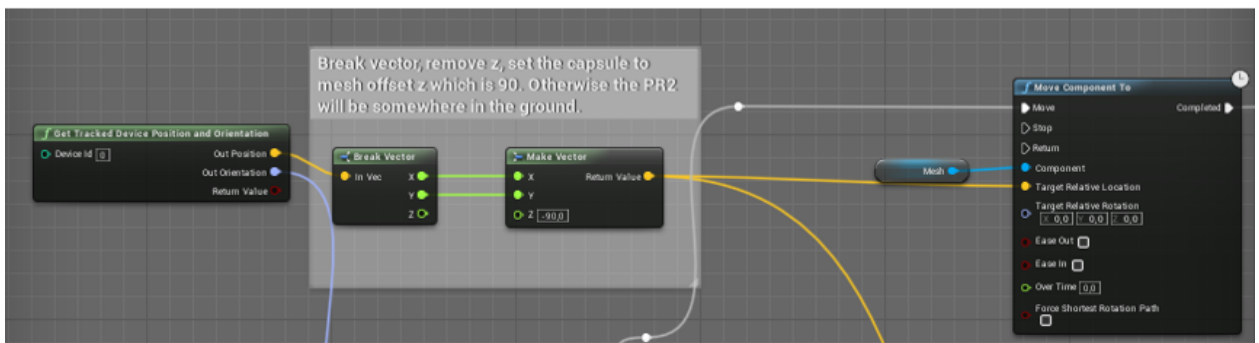 Break vector, remove z, set the capsule to
mesh offset z which is 90. Otherwise the PR2
will be somewhere in the ground.
Get Tracked Device Position and Orientation
Device Id 0
Out Position
Out Orientation
Return Value
Break Vector
In Vec
X
Y
Z
Make Vector
X
Y
Z -90,0
Return Value
Mesh
Move Component To
Move
Completed
Stop
Return
Component
Target Relative Location
Target Relative Rotation
X 0,0 Y 0,0 Z 0,0
Ease Out
Ease In
Over Time 0,0
Force Shortest Rotation Path